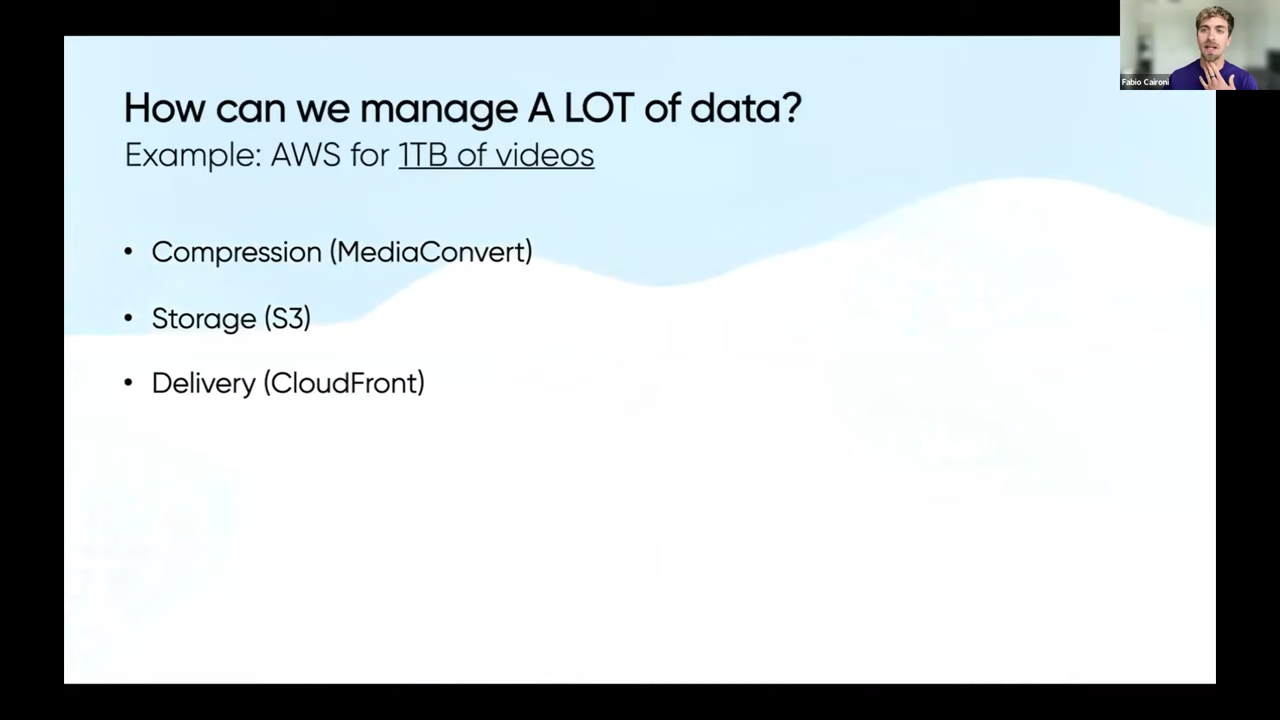 How can we manage A LOT of data?
Example: AWS for 1TB of videos
• Compression (MediaConvert)
• Storage (S3)
• Delivery (CloudFront)
Fabio Caironi